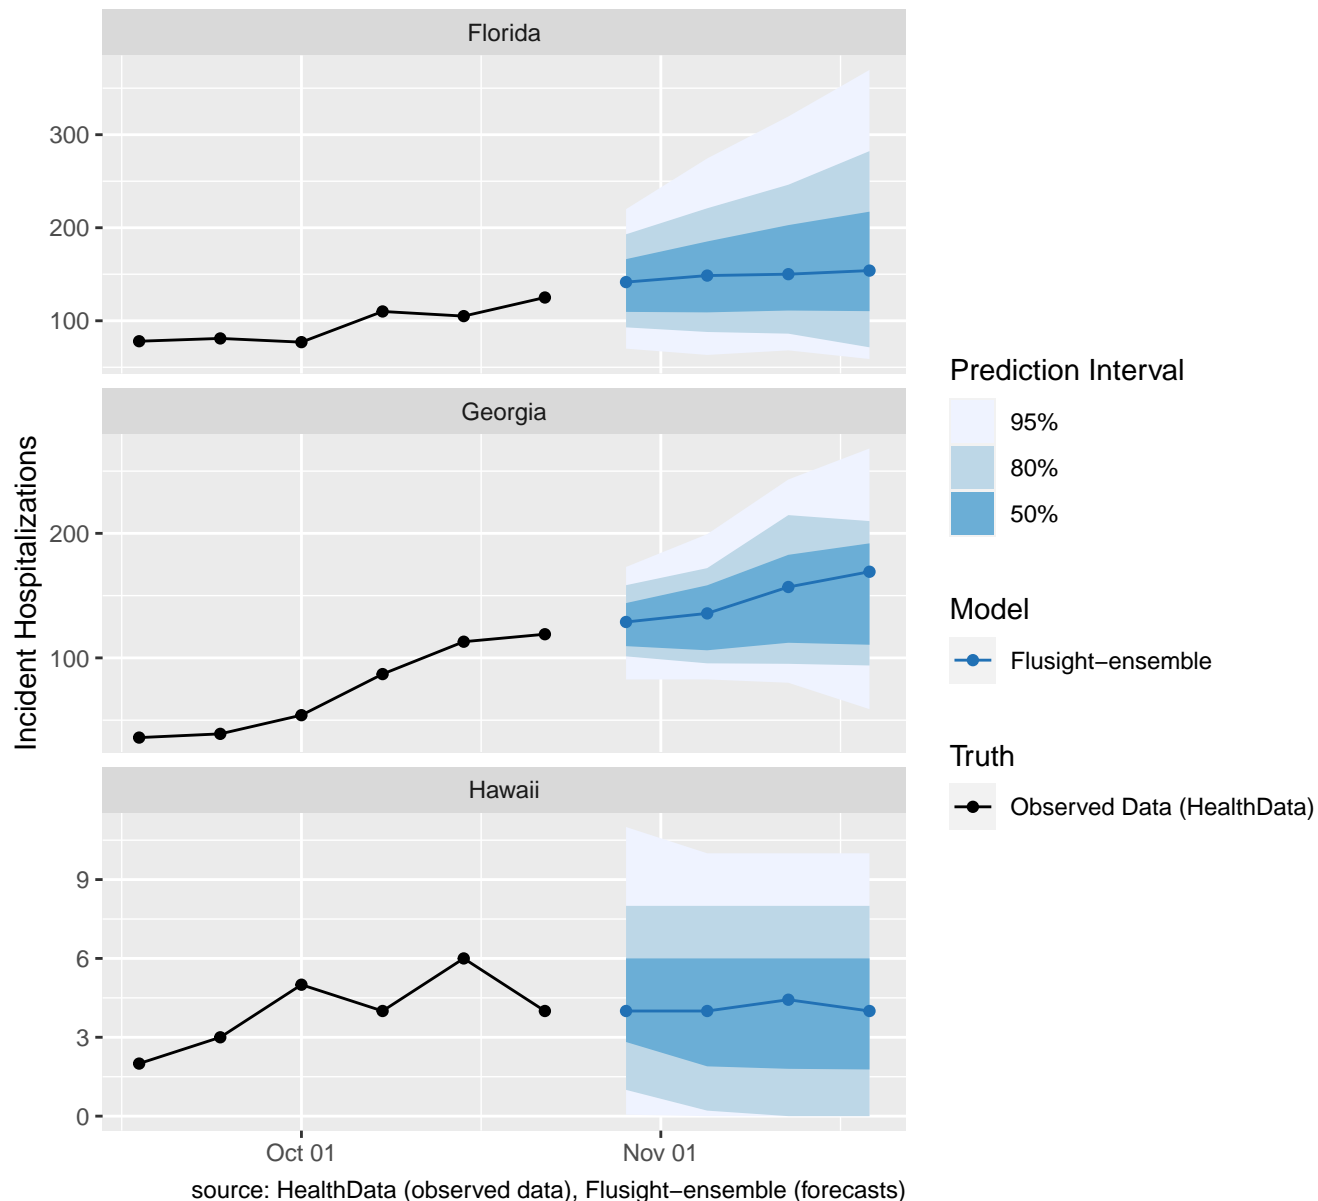 Florida
300
200
100
Georgia
200
100
Hawaii
9
6
3
0
Oct 01
Nov 01
Incident Hospitalizations
source: HealthData (observed data), Flusight−ensemble (forecasts)
Prediction Interval
95%
80%
50%
Model
Flusight−ensemble
Truth
Observed Data (HealthData)